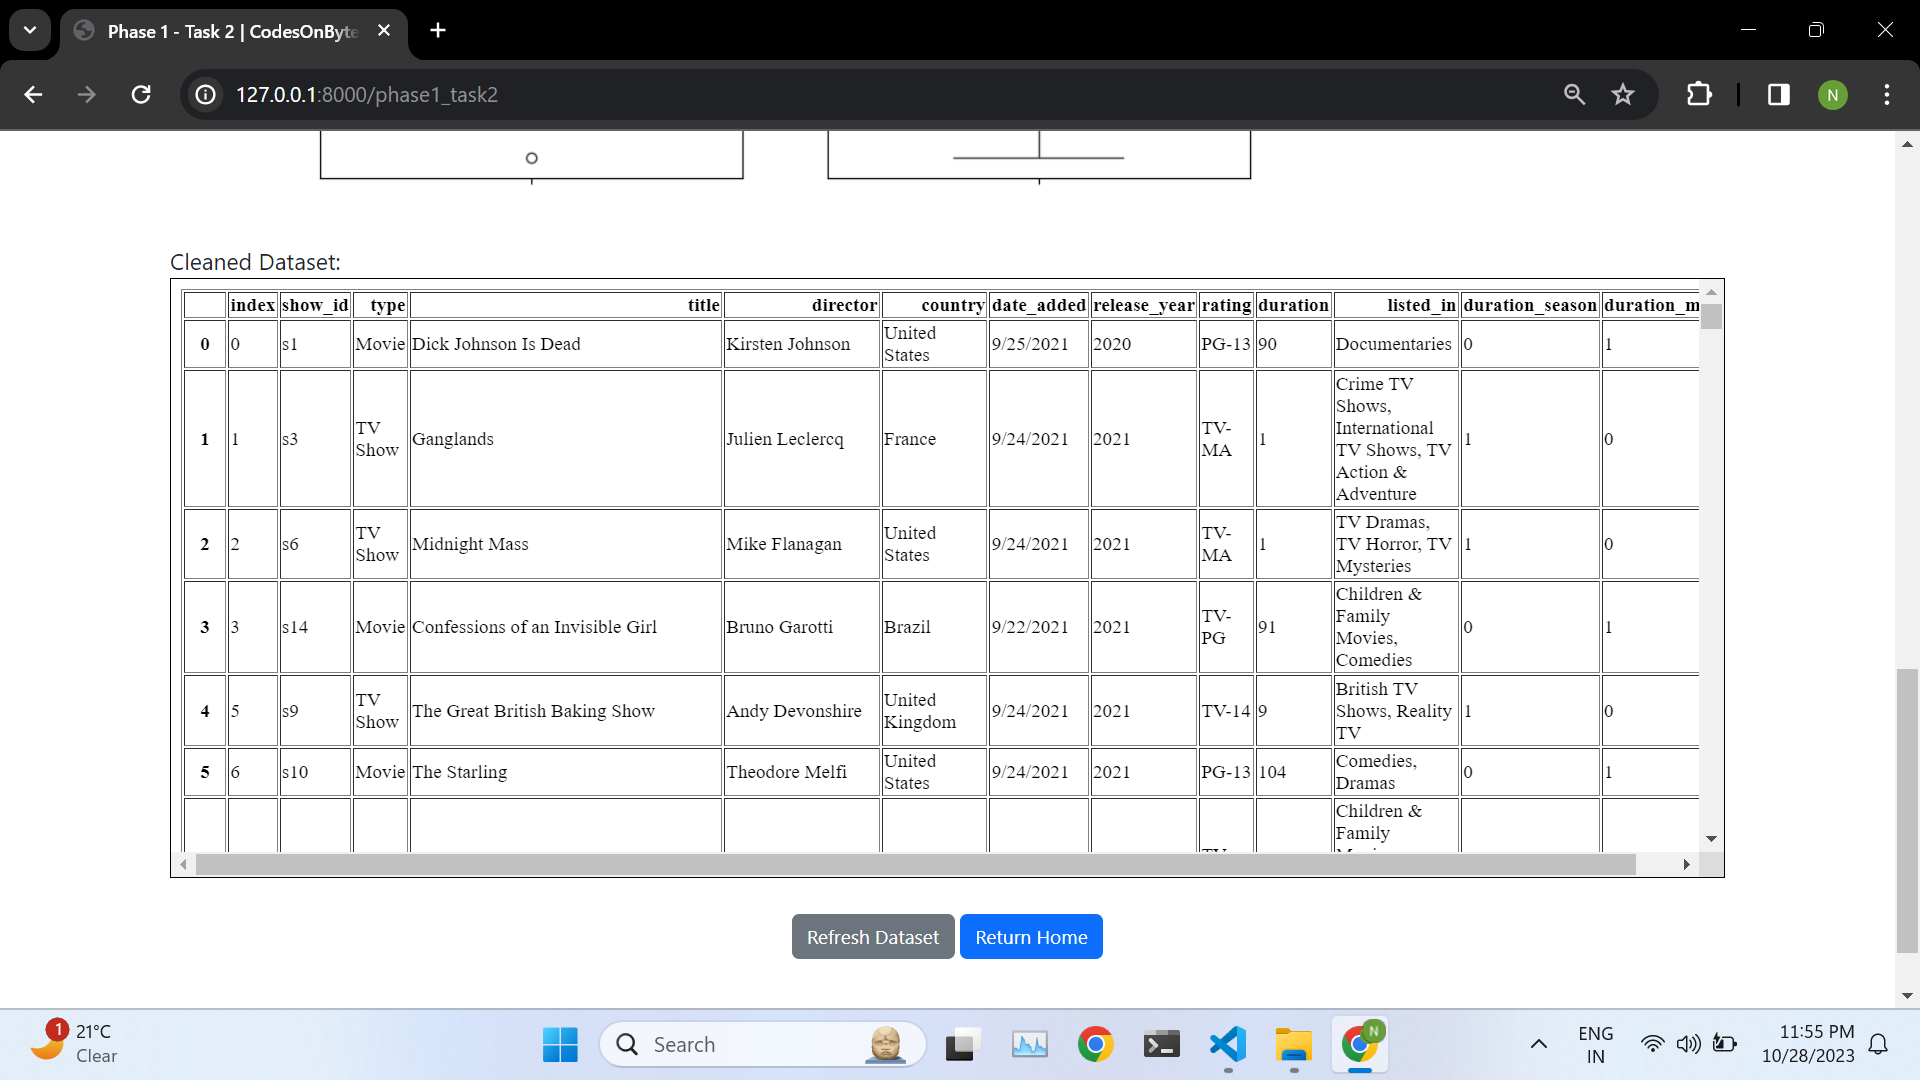 Phase 1 - Task 2 | CodesOnByte
127.0.0.1:8000/phase1_task2
N
Cleaned Dataset:
index show_id type title director country date_added release_year rating duration listed_in duration_season duration_m
0 0 s1 Movie Dick Johnson Is Dead Kirsten Johnson United States 9/25/2021 2020 PG-13 90 Documentaries 0 1
1 1 s3 TV Show Ganglands Julien Leclercq France 9/24/2021 2021 TV-MA 1 Crime TV Shows, International TV Shows, TV Action & Adventure 1 0
2 2 s6 TV Show Midnight Mass Mike Flanagan United States 9/24/2021 2021 TV-MA 1 TV Dramas, TV Horror, TV Mysteries 1 0
3 3 s14 Movie Confessions of an Invisible Girl Bruno Garotti Brazil 9/22/2021 2021 TV-PG 91 Children & Family Movies, Comedies 0 1
4 5 s9 TV Show The Great British Baking Show Andy Devonshire United Kingdom 9/24/2021 2021 TV-14 9 British TV Shows, Reality TV 1 0
5 6 s10 Movie The Starling Theodore Melfi United States 9/24/2021 2021 PG-13 104 Comedies, Dramas 0 1
Children & Family
Refresh Dataset Return Home
1
21°C
Clear
Search
N
ENG
IN
11:55 PM
10/28/2023